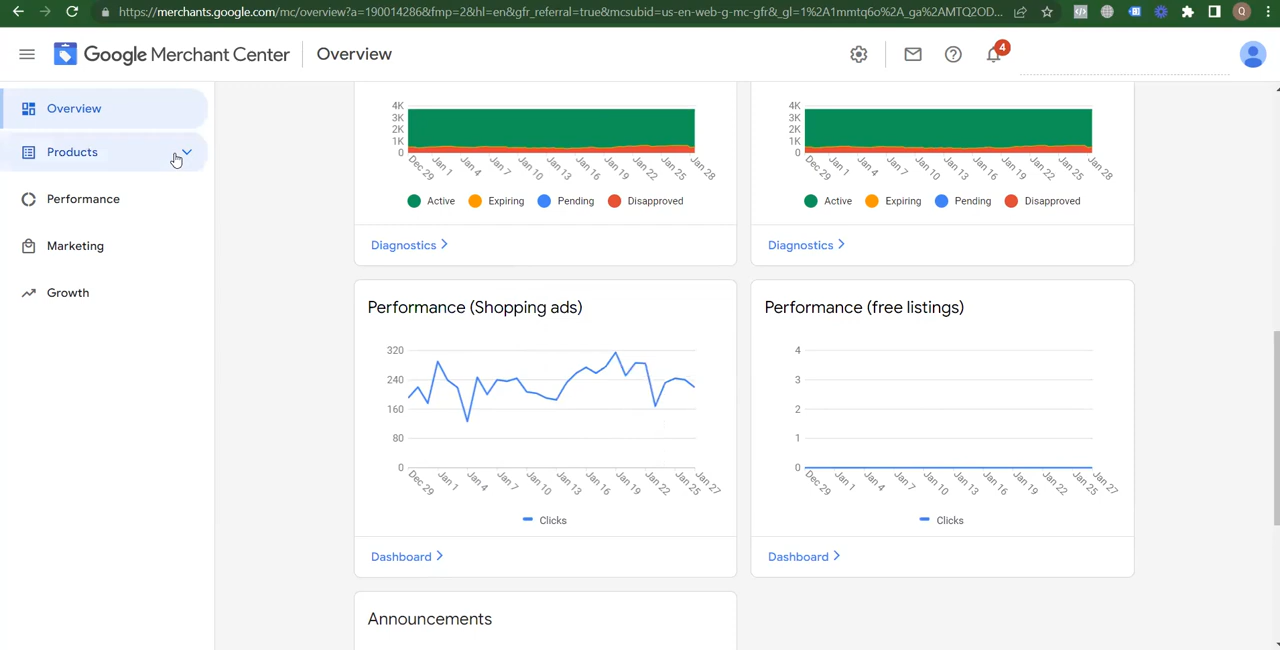 https://merchants.google.com/mc/overview?a=190014286&fmp=2&hl=en&gfr_referral=true&mcsubid=us-en-web-g-mc-gfr&_gl=1%2A1mmtq6o%2A_ga%2AMTQ2OD...
Q
Google Merchant Center
Overview
4
Overview
Products
Performance
Marketing
Growth
4K
3K
2K
1K
0
Dec 29 Jan 1 Jan 4 Jan 7 Jan 10 Jan 13 Jan 16 Jan 19 Jan 22 Jan 25 Jan 28
Active Expiring Pending Disapproved
Diagnostics
4K
3K
2K
1K
0
Dec 29 Jan 1 Jan 4 Jan 7 Jan 10 Jan 13 Jan 16 Jan 19 Jan 22 Jan 25 Jan 28
Active Expiring Pending Disapproved
Diagnostics
Performance (Shopping ads)
320
240
160
80
0
Dec 29 Jan 1 Jan 4 Jan 7 Jan 10 Jan 13 Jan 16 Jan 19 Jan 22 Jan 25 Jan 27
Clicks
Dashboard
Performance (free listings)
4
3
2
1
0
Dec 29 Jan 1 Jan 4 Jan 7 Jan 10 Jan 13 Jan 16 Jan 19 Jan 22 Jan 25 Jan 27
Clicks
Dashboard
Announcements